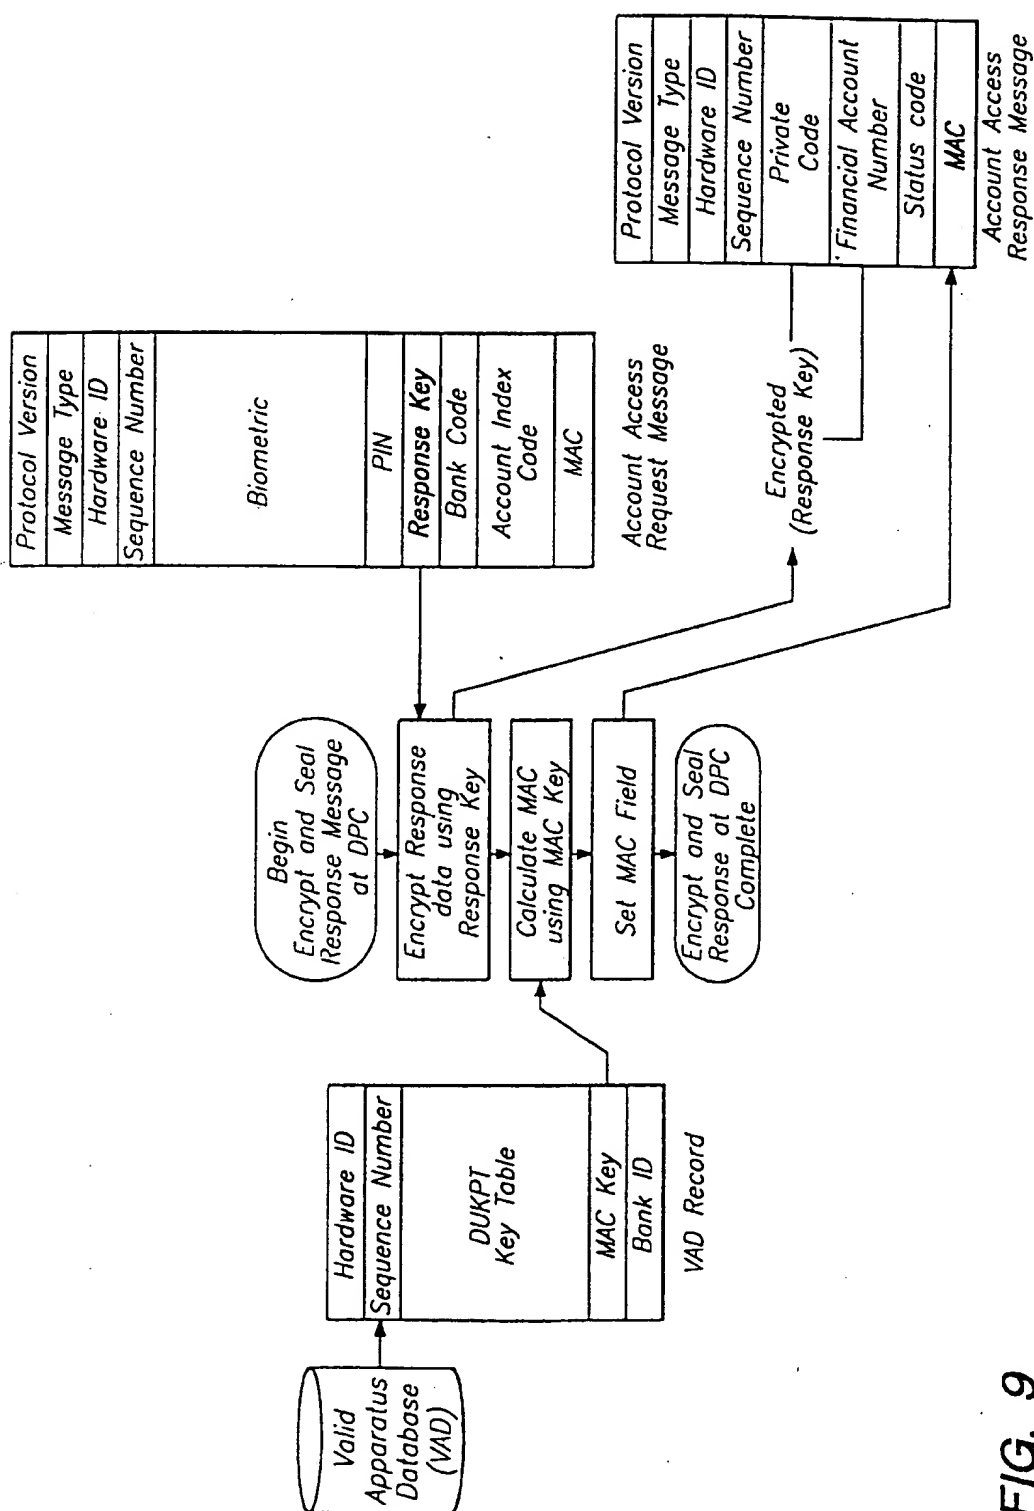 Valid
Apparatus
Database
(VAD)
Hardware ID
Sequence Number
DUKPT
Key Table
MAC Key
Bank ID
VAD Record
Begin
Encrypt and Seal
Response Message
at DPC
Encrypt Response
data using
Response Key
Calculate MAC
using MAC Key
Set MAC Field
Encrypt and Seal
Response at DPC
Complete
Protocol Version
Message Type
Hardware ID
Sequence Number
Biometric
PIN
Response Key
Bank Code
Account Index
Code
MAC
Account Access
Request Message
Encrypted
(Response Key)
Protocol Version
Message Type
Hardware ID
Sequence Number
Private
Code
Financial Account
Number
Status code
MAC
Account Access
Response Message
FIG. 9